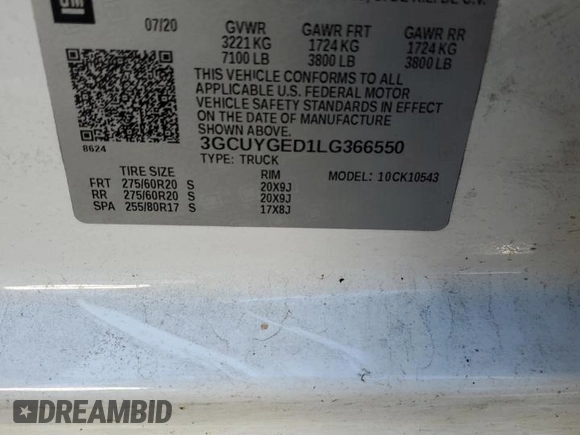 GM
07/20 GVWR GAWR FRT GAWR RR
3221 KG 1724 KG 1724 KG
7100 LB 3800 LB 3800 LB
THIS VEHICLE CONFORMS TO ALL
APPLICABLE U.S. FEDERAL MOTOR
VEHICLE SAFETY STANDARDS IN EFFECT
ON THE DATE OF MANUFACTURE
SHOWN ABOVE.
8624
3GCUYGED1LG366550
TYPE: TRUCK
TIRE SIZE RIM MODEL: 10CK10543
FRT 275/60R20 S 20X9J
RR 275/60R20 S 20X9J
SPA 255/80R17 S 17X8J
DREAMBID